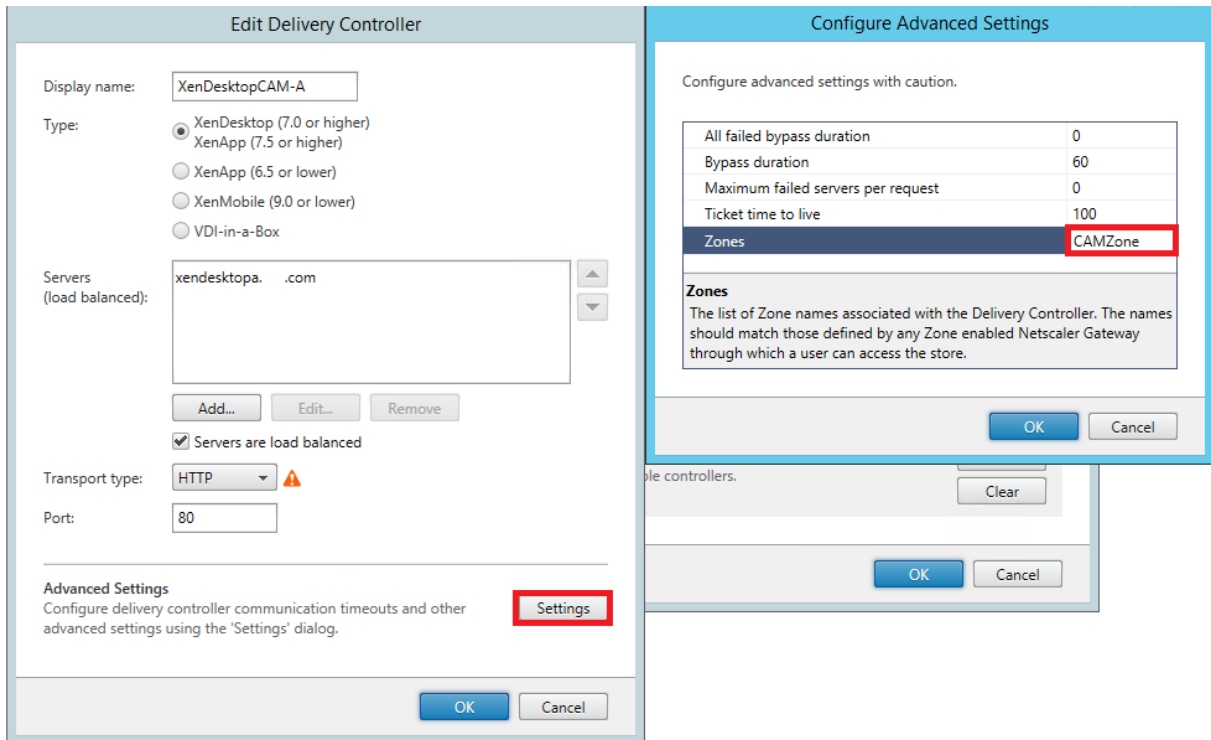 Edit Delivery Controller
Display name:
XenDesktopCAM-A
Type:
XenDesktop (7.0 or higher)
XenApp (7.5 or higher)
XenApp (6.5 or lower)
XenMobile (9.0 or lower)
VDI-in-a-Box
Servers
(load balanced):
xendesktopa. .com
Add...
Edit...
Remove
Servers are load balanced
Transport type:
HTTP
Port:
80
Advanced Settings
Configure delivery controller communication timeouts and other
advanced settings using the 'Settings' dialog.
Settings
OK
Cancel
Configure Advanced Settings
Configure advanced settings with caution.
All failed bypass duration 0
Bypass duration 60
Maximum failed servers per request 0
Ticket time to live 100
Zones CAMZone
Zones
The list of Zone names associated with the Delivery Controller. The names
should match those defined by any Zone enabled Netscaler Gateway
through which a user can access the store.
OK
Cancel
controllers.
Clear
OK
Cancel